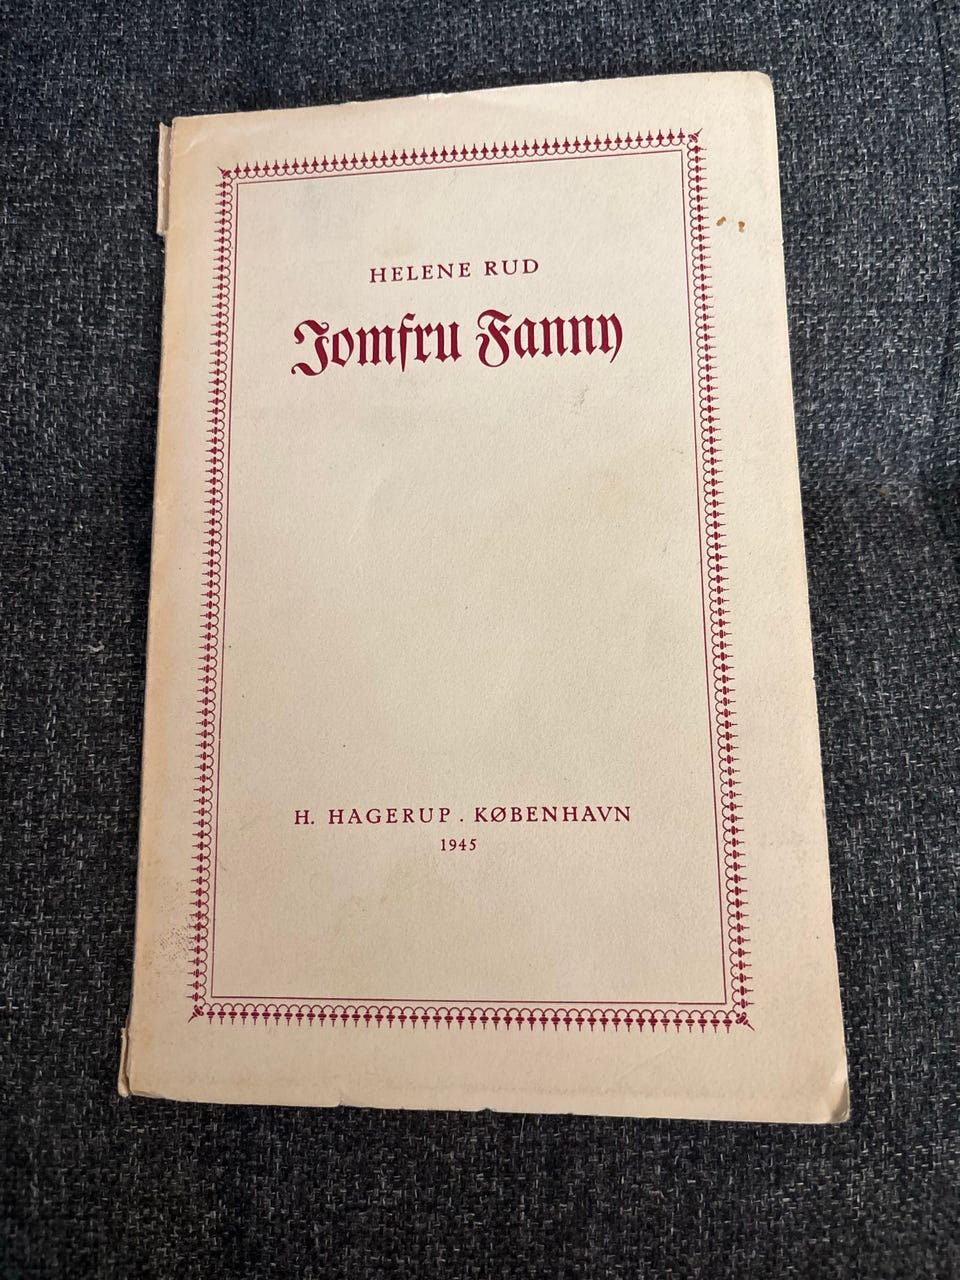 HELENE RUD
Jomfru Fanny
H. HAGERUP . KØBENHAVN
1945